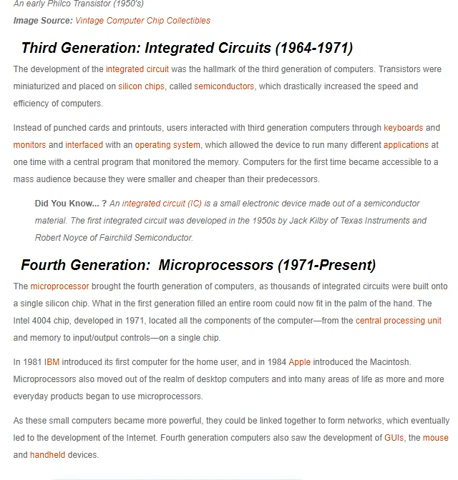 An early Philco Transistor (1950's)
Image Source: Vintage Computer Chip Collectibles
Third Generation: Integrated Circuits (1964-1971)
The development of the integrated circuit was the hallmark of the third generation of computers. Transistors were
miniaturized and placed on silicon chips, called semiconductors, which drastically increased the speed and
efficiency of computers.
Instead of punched cards and printouts, users interacted with third generation computers through keyboards and
monitors and interfaced with an operating system, which allowed the device to run many different applications at
one time with a central program that monitored the memory. Computers for the first time became accessible to a
mass audience because they were smaller and cheaper than their predecessors.
Did You Know... ? An integrated circuit (IC) is a small electronic device made out of a semiconductor
material. The first integrated circuit was developed in the 1950s by Jack Kilby of Texas Instruments and
Robert Noyce of Fairchild Semiconductor.
Fourth Generation: Microprocessors (1971-Present)
The microprocessor brought the fourth generation of computers, as thousands of integrated circuits were built onto
a single silicon chip. What in the first generation filled an entire room could now fit in the palm of the hand. The
Intel 4004 chip, developed in 1971, located all the components of the computer—from the central processing unit
and memory to input/output controls—on a single chip.
In 1981 IBM introduced its first computer for the home user, and in 1984 Apple introduced the Macintosh.
Microprocessors also moved out of the realm of desktop computers and into many areas of life as more and more
everyday products began to use microprocessors.
As these small computers became more powerful, they could be linked together to form networks, which eventually
led to the development of the Internet. Fourth generation computers also saw the development of GUIs, the mouse
and handheld devices.